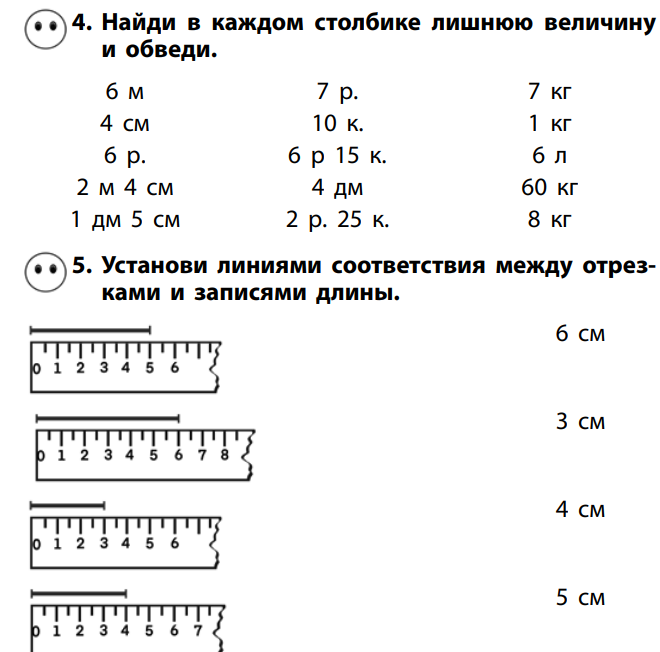 4. Найди в каждом столбике лишнюю величину
и обведи.
6 м 7 р. 7 кг
4 см 10 к. 1 кг
6 р. 6 р 15 к. 6 л
2 м 4 см 4 дм 60 кг
1 дм 5 см 2 р. 25 к. 8 кг
5. Установи линиями соответствия между отрез-
ками и записями длины.
6 см
0 1 2 3 4 5 6
3 см
0 1 2 3 4 5 6 7 8
4 см
0 1 2 3 4 5 6
5 см
0 1 2 3 4 5 6 7